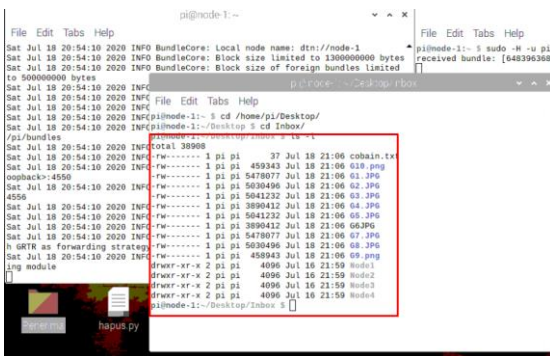 pi@node-1: ~
File Edit Tabs Help
Sat Jul 18 20:54:10 2020 INFO BundleCore: Local node name: dtn://node-1
Sat Jul 18 20:54:10 2020 INFO BundleCore: Block size limited to 1300000000 bytes
Sat Jul 18 20:54:10 2020 INFO BundleCore: Block size of foreign bundles limited
to 500000000 bytes
Sat Jul 18 20:54:10 2020 INFO
Sat Jul 18 20:54:10 2020 INFO
Sat Jul 18 20:54:10 2020 INFO
Sat Jul 18 20:54:10 2020 INFO
/pi/bundles
Sat Jul 18 20:54:10 2020 INFO
Sat Jul 18 20:54:10 2020 INFO
oopback>:4550
Sat Jul 18 20:54:10 2020 INFO
4556
Sat Jul 18 20:54:10 2020 INFO
Sat Jul 18 20:54:10 2020 INFO
Sat Jul 18 20:54:10 2020 INFO
h GRTR as forwarding strategy
Sat Jul 18 20:54:10 2020 INFO
ing module
File Edit Tabs Help
pi@node-1:~ $ sudo -H -u pi
received bundle: [648396368
pi@node-1: ~/Desktop/Inbox
File Edit Tabs Help
pi@node-1:~ $ cd /home/pi/Desktop/
pi@node-1:~/Desktop $ cd Inbox/
pi@node-1:~/Desktop/Inbox $ ls -l
total 38908
-rw------- 1 pi pi 37 Jul 18 21:06 cobain.txt
-rw------- 1 pi pi 459343 Jul 18 21:06 G10.png
-rw------- 1 pi pi 5478077 Jul 18 21:06 G1.JPG
-rw------- 1 pi pi 5030496 Jul 18 21:06 G2.JPG
-rw------- 1 pi pi 5041232 Jul 18 21:06 G3.JPG
-rw------- 1 pi pi 3890412 Jul 18 21:06 G4.JPG
-rw------- 1 pi pi 5041232 Jul 18 21:06 G5.JPG
-rw------- 1 pi pi 3890412 Jul 18 21:06 G6JPG
-rw------- 1 pi pi 5478077 Jul 18 21:06 G7.JPG
-rw------- 1 pi pi 5030496 Jul 18 21:06 G8.JPG
-rw------- 1 pi pi 458943 Jul 18 21:06 G9.png
drwxr-xr-x 2 pi pi 4096 Jul 16 21:59 Node1
drwxr-xr-x 2 pi pi 4096 Jul 16 21:59 Node2
drwxr-xr-x 2 pi pi 4096 Jul 16 21:59 Node3
drwxr-xr-x 2 pi pi 4096 Jul 16 21:59 Node4
pi@node-1:~/Desktop/Inbox $
hapus.py